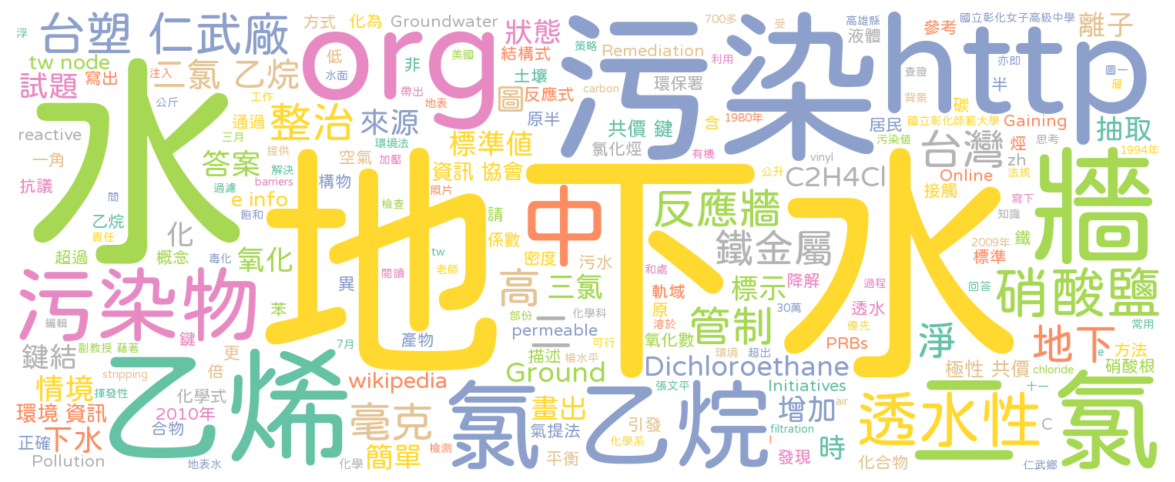 浮 方式 化為 Groundwater 狀態 700多 受 高雄縣 國立彰化女子高級中學 離子
台塑 仁武廠 org 低 非 美國 結構式 策略 Remediation 利用 液體 參考
污染 http
tw node 水面 土壤 環保署 查證 亦即 圖一
試題 寫出 注入 二氯 乙烷 帶出 圖 反應式 carbon 背景 半 層
水 公斤 工作 地表 原半 含 1980年 居民 國立彰化師範大學 碳 Gaining 抽取
reactive 通過 整治 來源 標準值 共價 鍵 台灣 烴 思考
三月 環境法 氯化烴 有機 污染值 zh 1994年
一角 答案 提供 空氣 資訊 協會 vinyl C2H4Cl Online 法規
抗議 過濾 解決 加壓 構物 照片 公升 接觸 寫下 牆
間 barriers e info 請 中 反應牆 知識
乙烷 責任 飽和 檢查 係數 鐵金屬 鐵
化 tw 密度 污水 2009年 標準
超過 概念 毒化 氧化 閱讀 老師 高 三氯 和處 軌域 標示 降解 過程 回答 硝酸鹽
地下水
污染物 苯 異 化學科 原 透水 30萬
編輯 鍵 部份 二 溶於 管制 優先 常用
7月 產物 permeable 可行 氧化數 PRBs 淨 地下 e
鍵結 副教授 藉著 更 描述 楊水平 環境 超出 方法
stripping 倍 Ground Dichloroethane 極性 共價 硝酸根
情境 揮發性 wikipedia 張文平 Initiatives chloride
乙烯 化學式 十一
環境 資訊 2010年 毫克 氯乙烷 畫出 引發 增加 air 透水性 氯
正確 下水 合物 氣提法 化學系 filtration 時 C
Pollution 地表水 化學 簡單 檢測 平衡 l 發現 化合物 仁武鄉